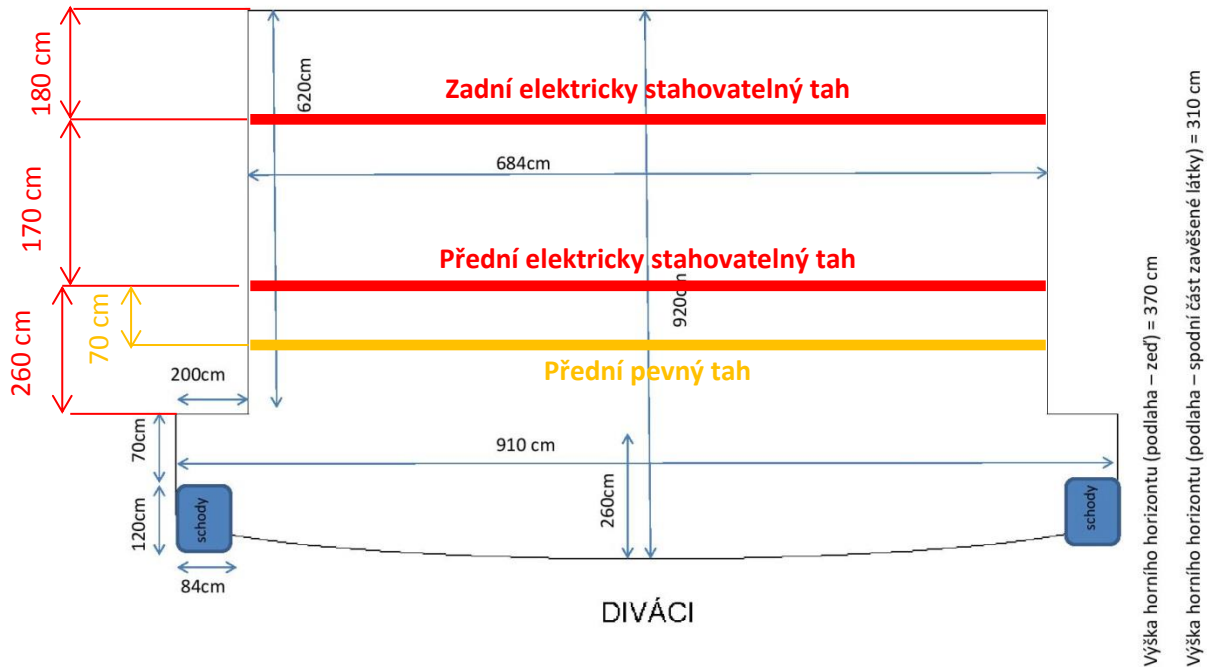 180 cm
620cm
Zadní elektricky stahovatelný tah
684cm
170 cm
Přední elektricky stahovatelný tah
920cm
260 cm
70 cm
Přední pevný tah
200cm
70cm
910 cm
260cm
120cm
schody
schody
84cm
DIVÁCI
Výška horního horizontu (podlaha – zeď) = 370 cm
Výška horního horizontu (podlaha – spodní část zavěšené látky) = 310 cm